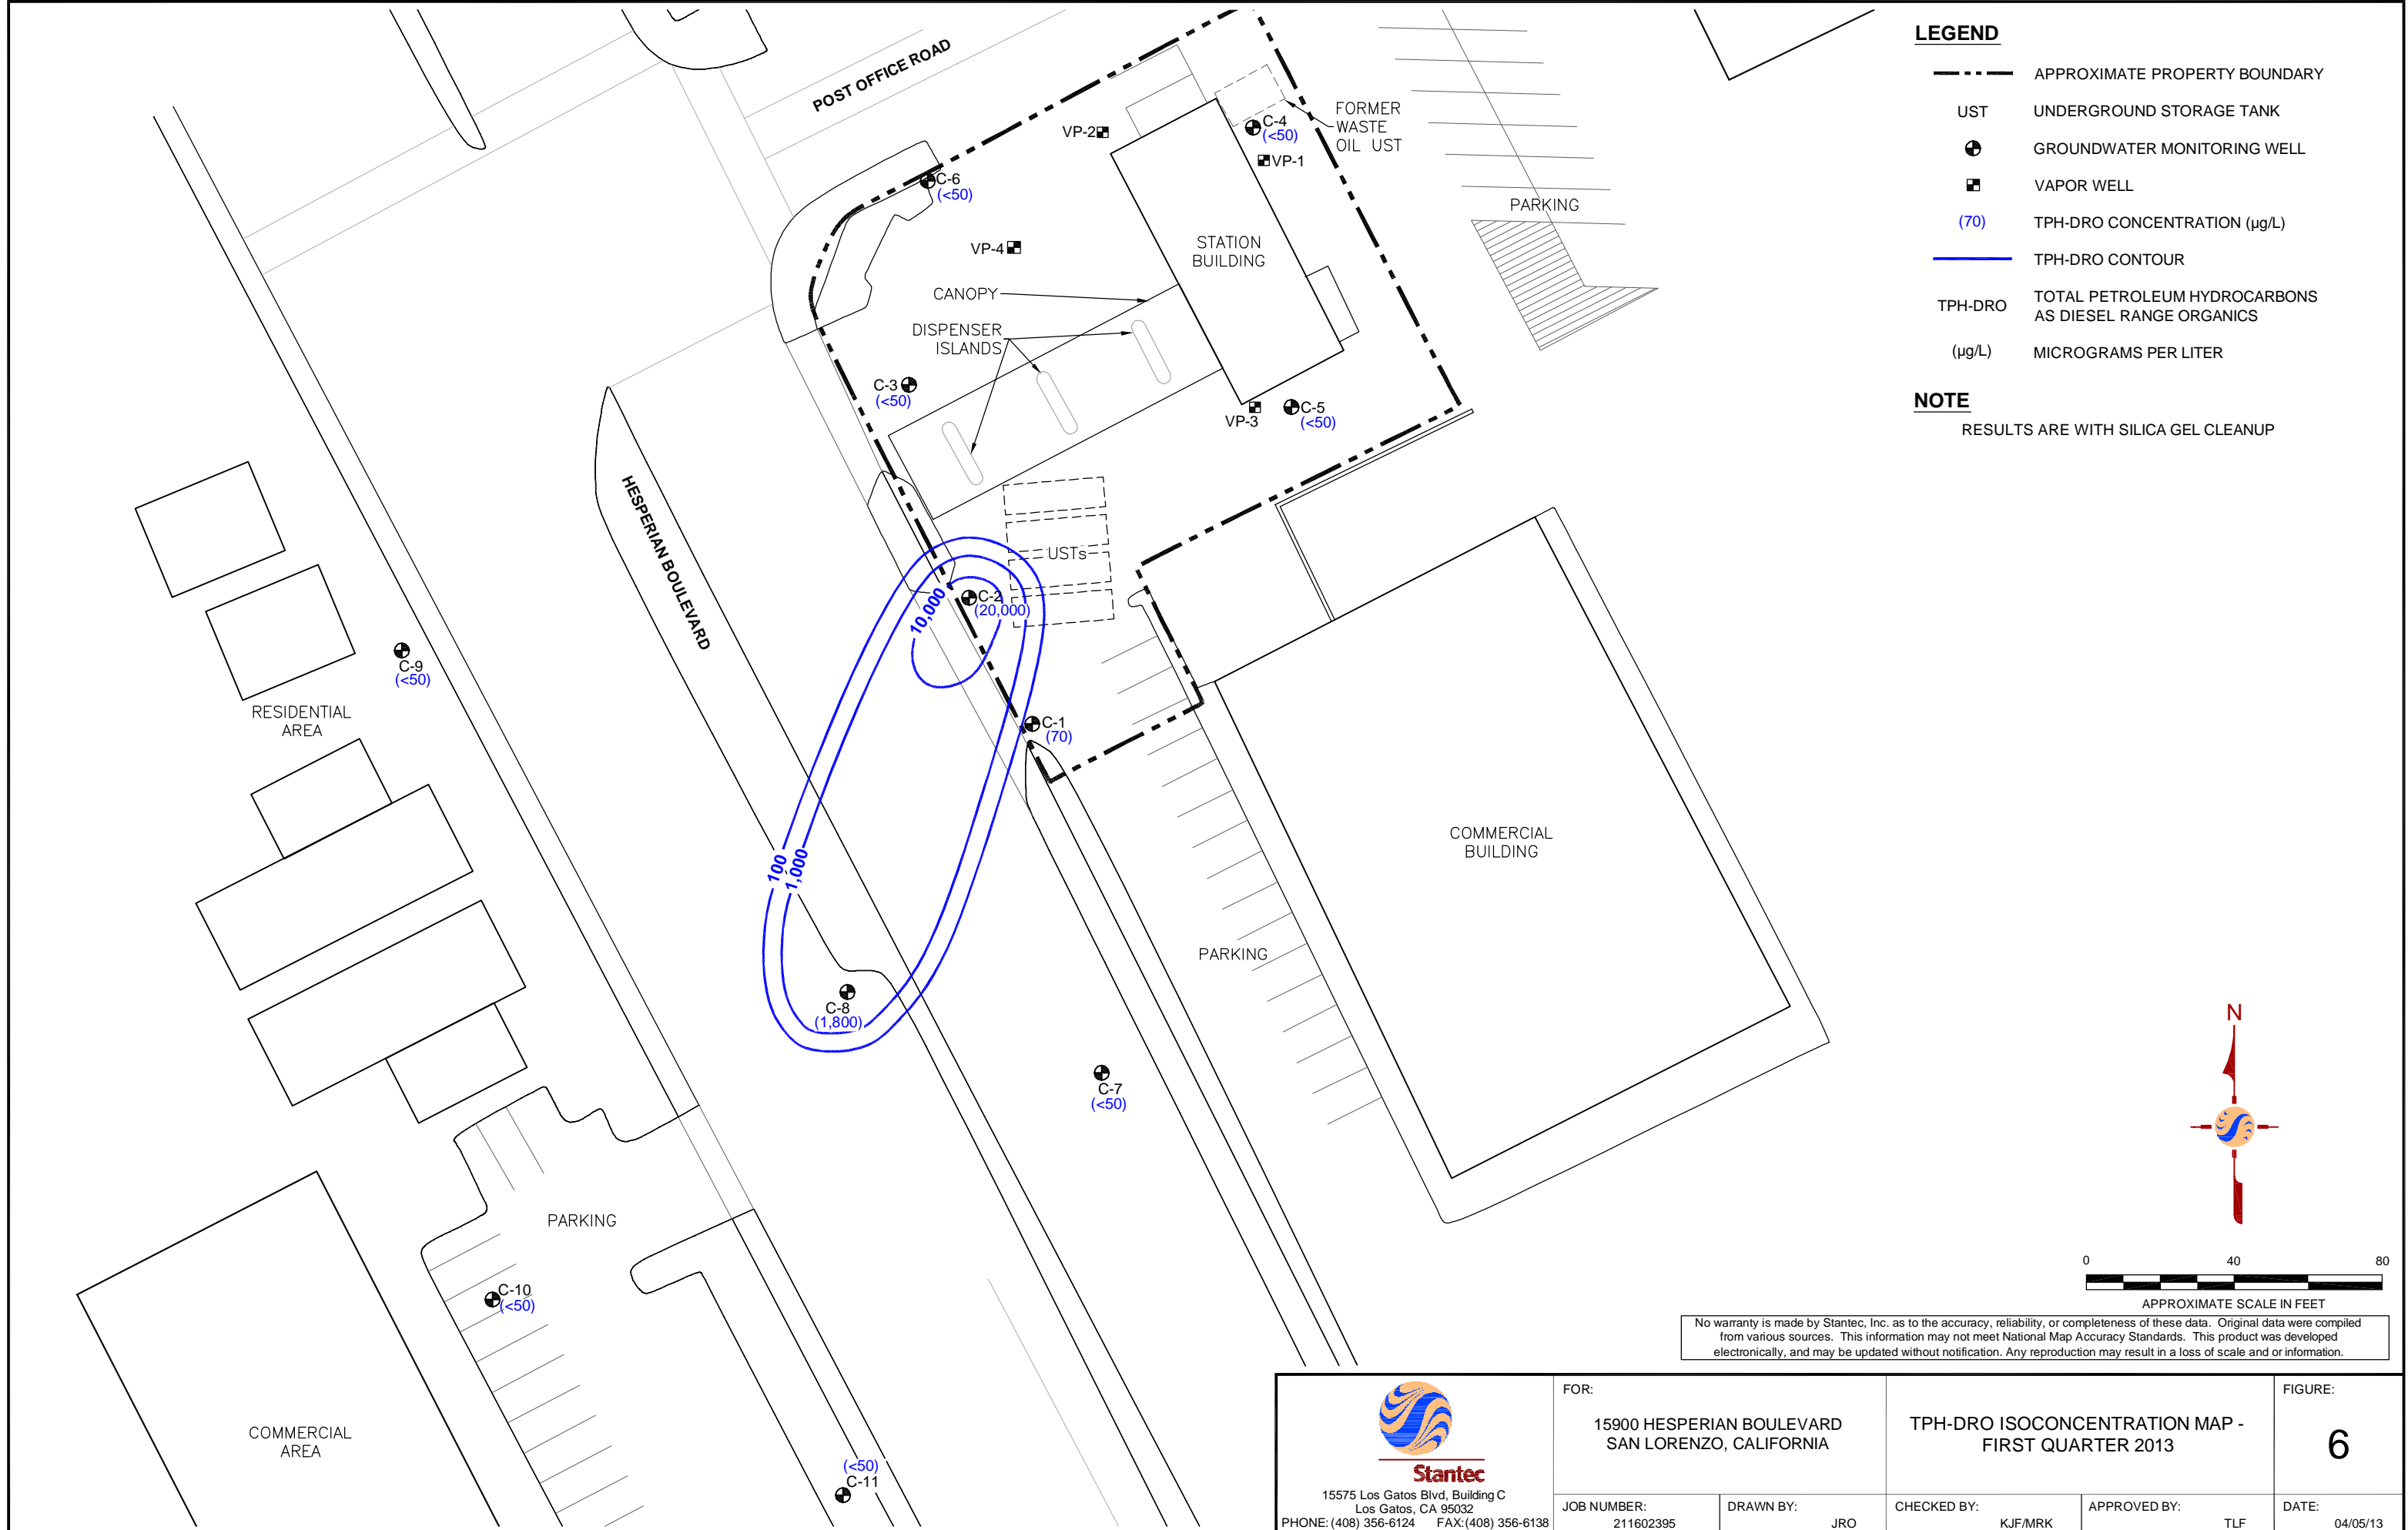 POST OFFICE ROAD
VP-2
C-4
(<50)
VP-1
FORMER
WASTE
OIL UST
C-6
(<50)
PARKING
VP-4
STATION
BUILDING
CANOPY
DISPENSER
ISLANDS
C-3
(<50)
VP-3
C-5
(<50)
HESPERIAN BOULEVARD
USTs
10,000
C-2
(20,000)
C-9
(<50)
RESIDENTIAL
AREA
C-1
(70)
100
1,000
COMMERCIAL
BUILDING
PARKING
C-8
(1,800)
C-7
(<50)
PARKING
C-10
(<50)
COMMERCIAL
AREA
(<50)
C-11
LEGEND
APPROXIMATE PROPERTY BOUNDARY
UST UNDERGROUND STORAGE TANK
GROUNDWATER MONITORING WELL
VAPOR WELL
(70) TPH-DRO CONCENTRATION (µg/L)
TPH-DRO CONTOUR
TPH-DRO TOTAL PETROLEUM HYDROCARBONS
AS DIESEL RANGE ORGANICS
(µg/L) MICROGRAMS PER LITER
NOTE
RESULTS ARE WITH SILICA GEL CLEANUP
N
0 40 80
APPROXIMATE SCALE IN FEET
No warranty is made by Stantec, Inc. as to the accuracy, reliability, or completeness of these data. Original data were compiled
from various sources. This information may not meet National Map Accuracy Standards. This product was developed
electronically, and may be updated without notification. Any reproduction may result in a loss of scale and or information.
Stantec
15575 Los Gatos Blvd, Building C
Los Gatos, CA 95032
PHONE: (408) 356-6124 FAX:(408) 356-6138
FOR:
15900 HESPERIAN BOULEVARD
SAN LORENZO, CALIFORNIA
TPH-DRO ISOCONCENTRATION MAP -
FIRST QUARTER 2013
FIGURE:
6
JOB NUMBER:
211602395
DRAWN BY:
JRO
CHECKED BY:
KJF/MRK
APPROVED BY:
TLF
DATE:
04/05/13